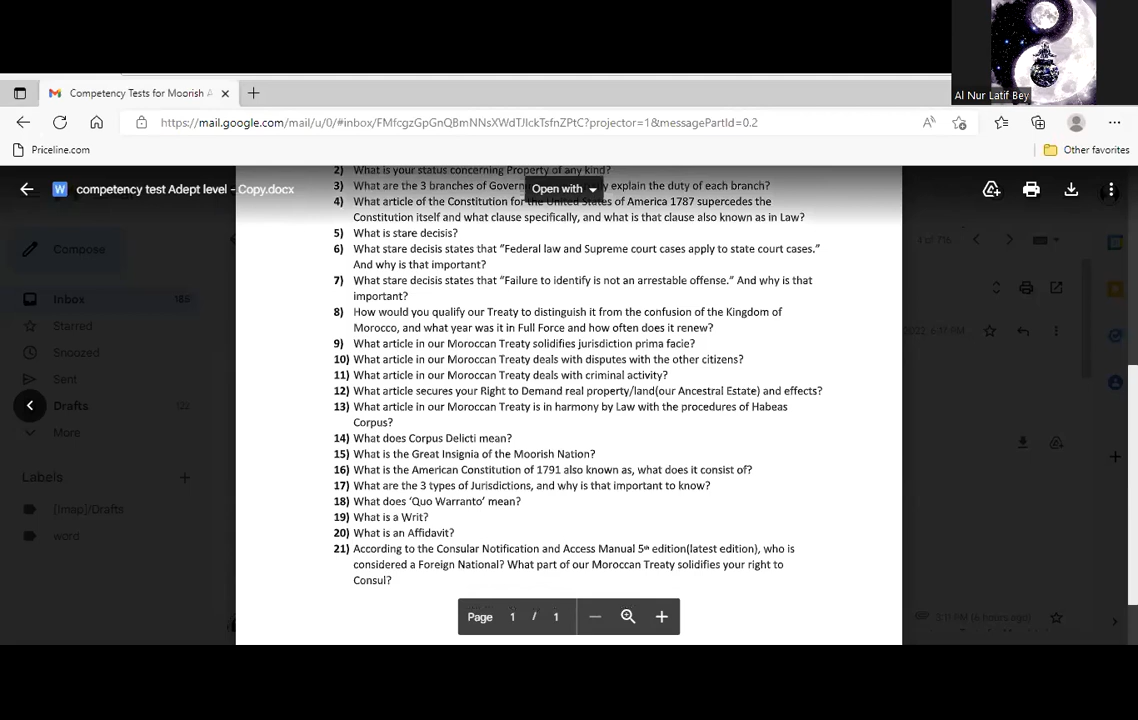 Al Nur Latif Bey
Competency Tests for Moorish A
https://mail.google.com/mail/u/0/#inbox/FMfcgzGpGnQBmNNsXWdTJIckTsfnZPtC?projector=1&messagePartId=0.2
Priceline.com
Other favorites
competency test Adept level - Copy.docx
Open with
Compose
Inbox 186
Starred
Snoozed
Sent
Drafts 122
More
Labels
[Imap]/Drafts
word
4 of 716
2) What is your status concerning Property of any kind?
3) What are the 3 branches of Govern explain the duty of each branch?
4) What article of the Constitution for the United States of America 1787 supercedes the
Constitution itself and what clause specifically, and what is that clause also known as in Law?
5) What is stare decisis?
6) What stare decisis states that “Federal law and Supreme court cases apply to state court cases.”
And why is that important?
7) What stare decisis states that “Failure to identify is not an arrestable offense.” And why is that
important?
8) How would you qualify our Treaty to distinguish it from the confusion of the Kingdom of
Morocco, and what year was it in Full Force and how often does it renew?
9) What article in our Moroccan Treaty solidifies jurisdiction prima facie?
10) What article in our Moroccan Treaty deals with disputes with the other citizens?
11) What article in our Moroccan Treaty deals with criminal activity?
12) What article secures your Right to Demand real property/land(our Ancestral Estate) and effects?
13) What article in our Moroccan Treaty is in harmony by Law with the procedures of Habeas
Corpus?
14) What does Corpus Delicti mean?
15) What is the Great Insignia of the Moorish Nation?
16) What is the American Constitution of 1791 also known as, what does it consist of?
17) What are the 3 types of Jurisdictions, and why is that important to know?
18) What does ‘Quo Warranto’ mean?
19) What is a Writ?
20) What is an Affidavit?
21) According to the Consular Notification and Access Manual 5th edition(latest edition), who is
considered a Foreign National? What part of our Moroccan Treaty solidifies your right to
Consul?
Page 1 / 1